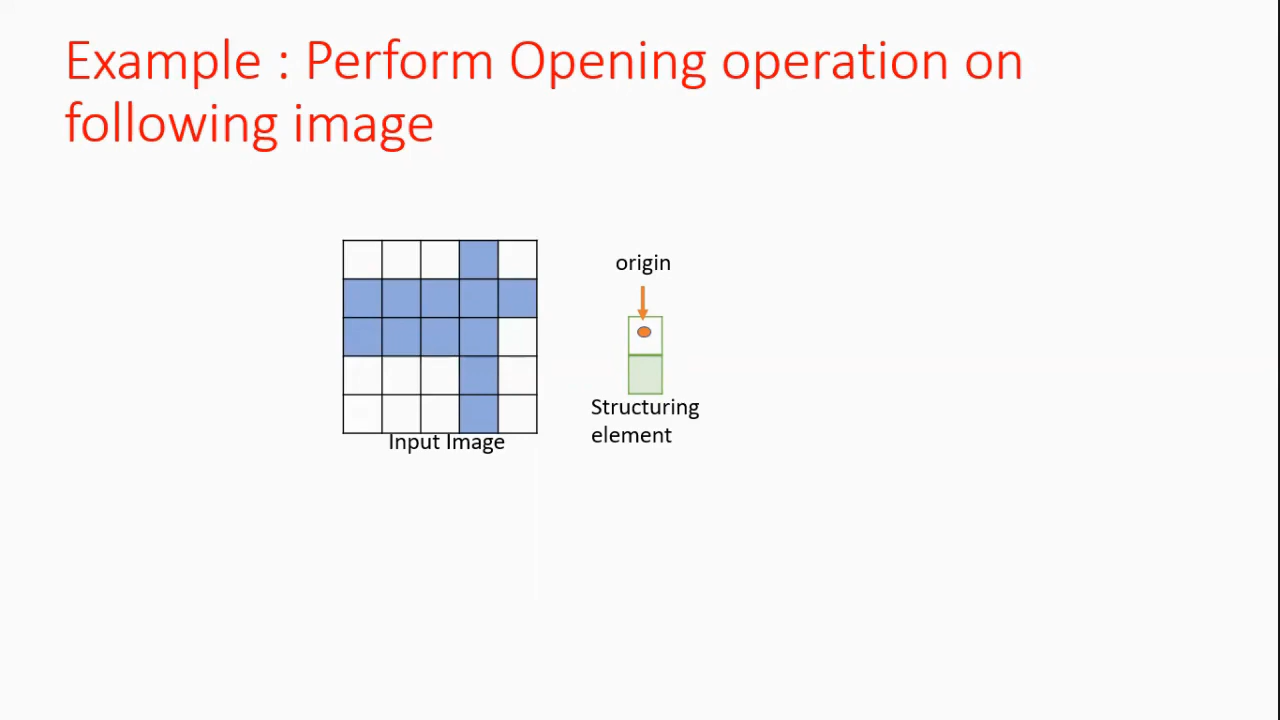 Example : Perform Opening operation on
following image
origin
Structuring
element
Input Image